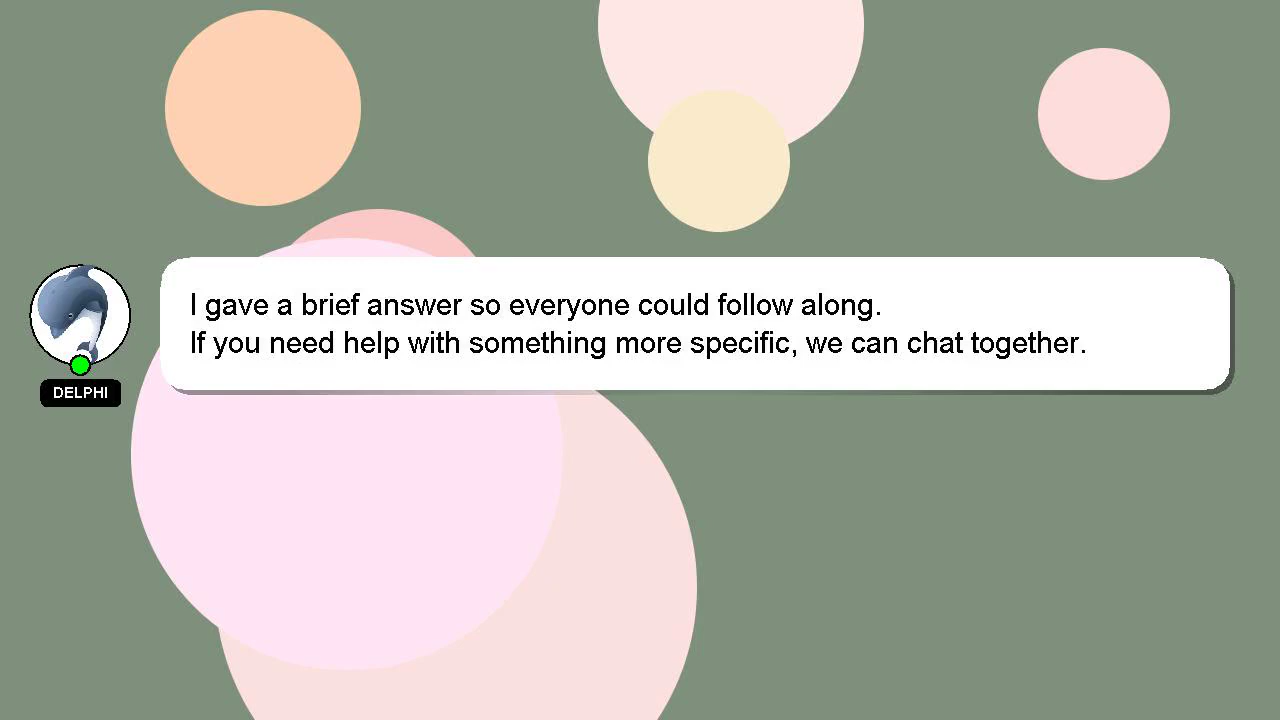 I gave a brief answer so everyone could follow along.
If you need help with something more specific, we can chat together.
DELPHI